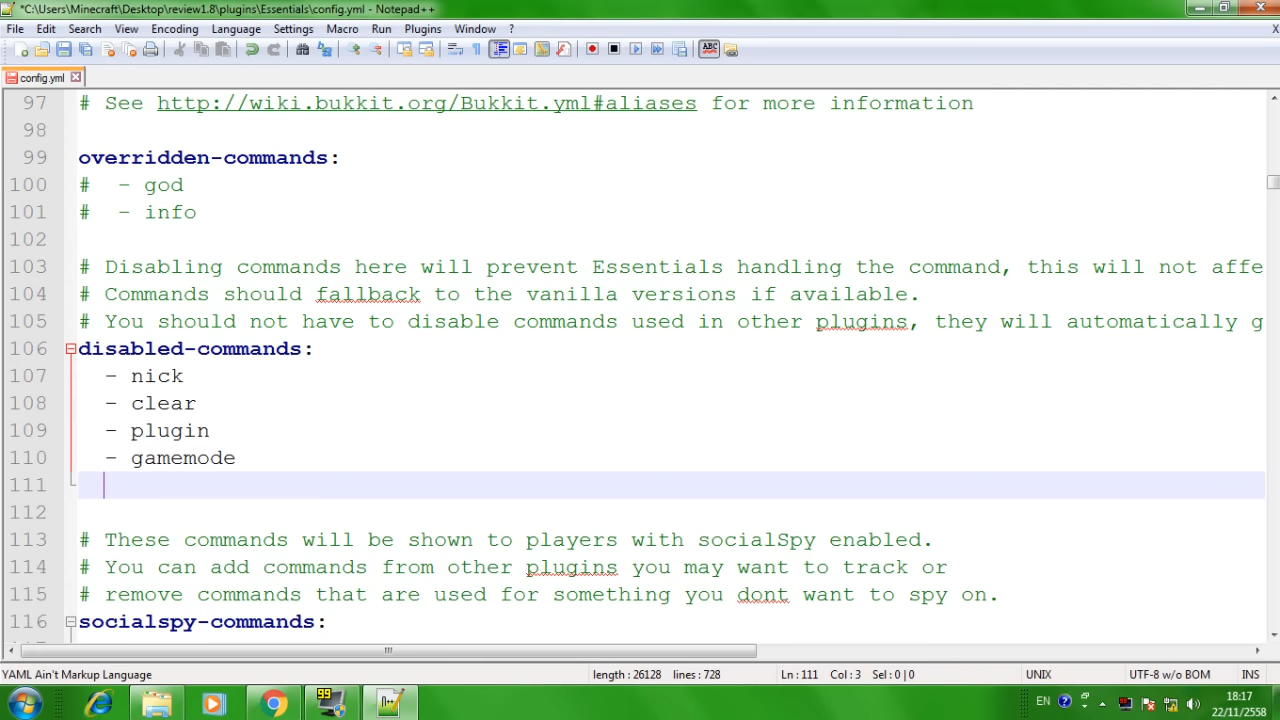 *C:\Users\Minecraft\Desktop\review1.8\plugins\Essentials\config.yml - Notepad++
File Edit Search View Encoding Language Settings Macro Run Plugins Window ? X
ABC
config.yml
97 # See http://wiki.bukkit.org/Bukkit.yml#aliases for more information
98
99 overridden-commands:
100 #  - god
101 #  - info
102
103 # Disabling commands here will prevent Essentials handling the command, this will not affe
104 # Commands should fallback to the vanilla versions if available.
105 # You should not have to disable commands used in other plugins, they will automatically g
106 disabled-commands:
107   - nick
108   - clear
109   - plugin
110   - gamemode
111
112
113 # These commands will be shown to players with socialSpy enabled.
114 # You can add commands from other plugins you may want to track or
115 # remove commands that are used for something you dont want to spy on.
116 socialspy-commands:
YAML Ain't Markup Language length : 26128 lines : 728 Ln : 111 Col : 3 Sel : 0 | 0 UNIX UTF-8 w/o BOM INS
99 EN 18:17
22/11/2558